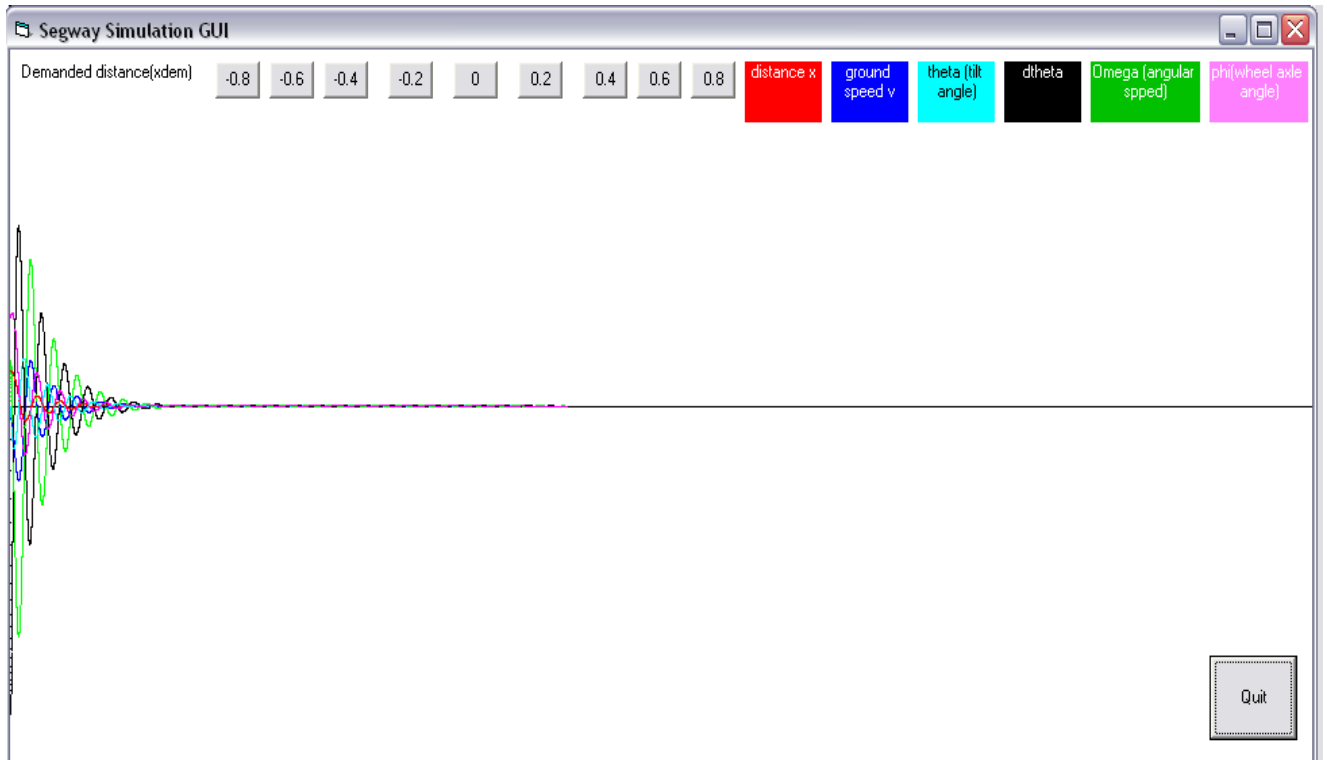 Segway Simulation GUI
Demanded distance(xdem)
-0.8
-0.6
-0.4
-0.2
0
0.2
0.4
0.6
0.8
distance x
ground
speed v
theta (tilt
angle)
dtheta
Omega (angular
spped)
phi(wheel axle
angle)
Quit